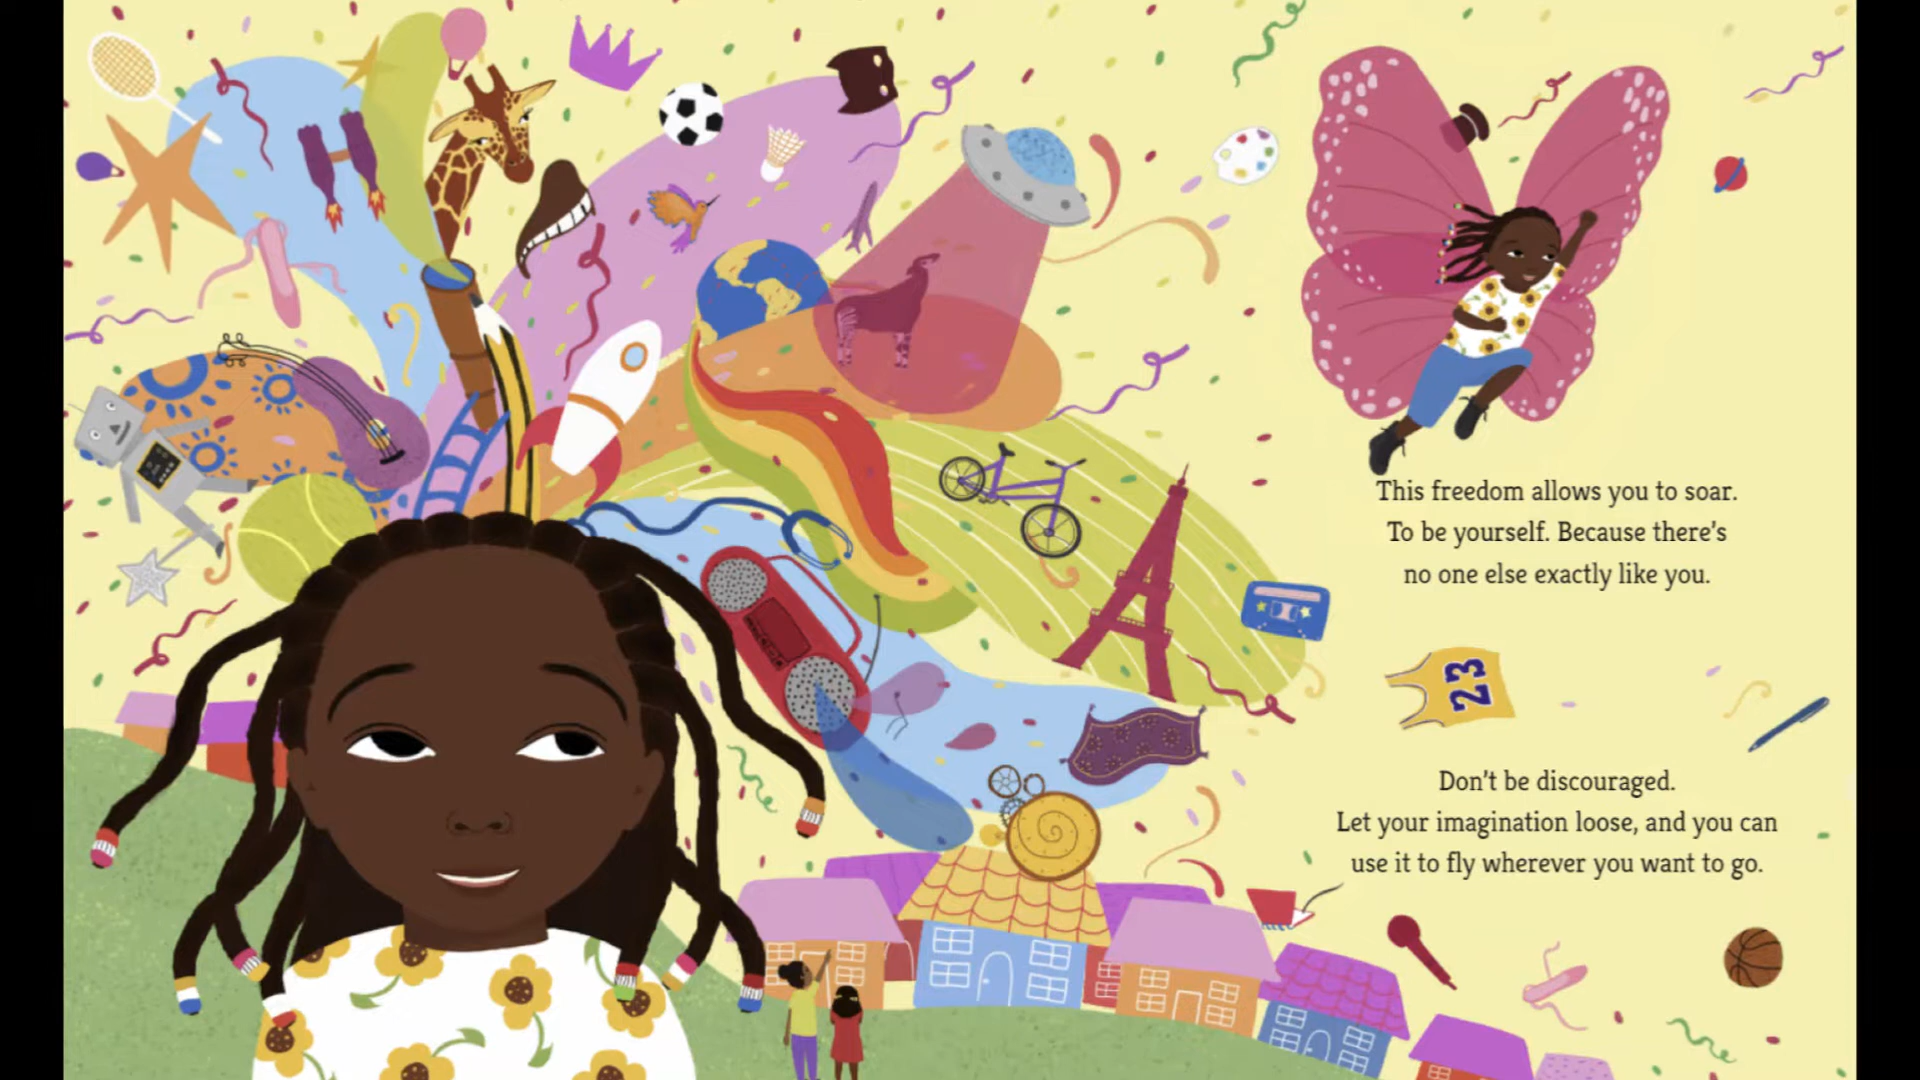 This freedom allows you to soar.
To be yourself. Because there's
no one else exactly like you.
23
Don't be discouraged.
Let your imagination loose, and you can
use it to fly wherever you want to go.